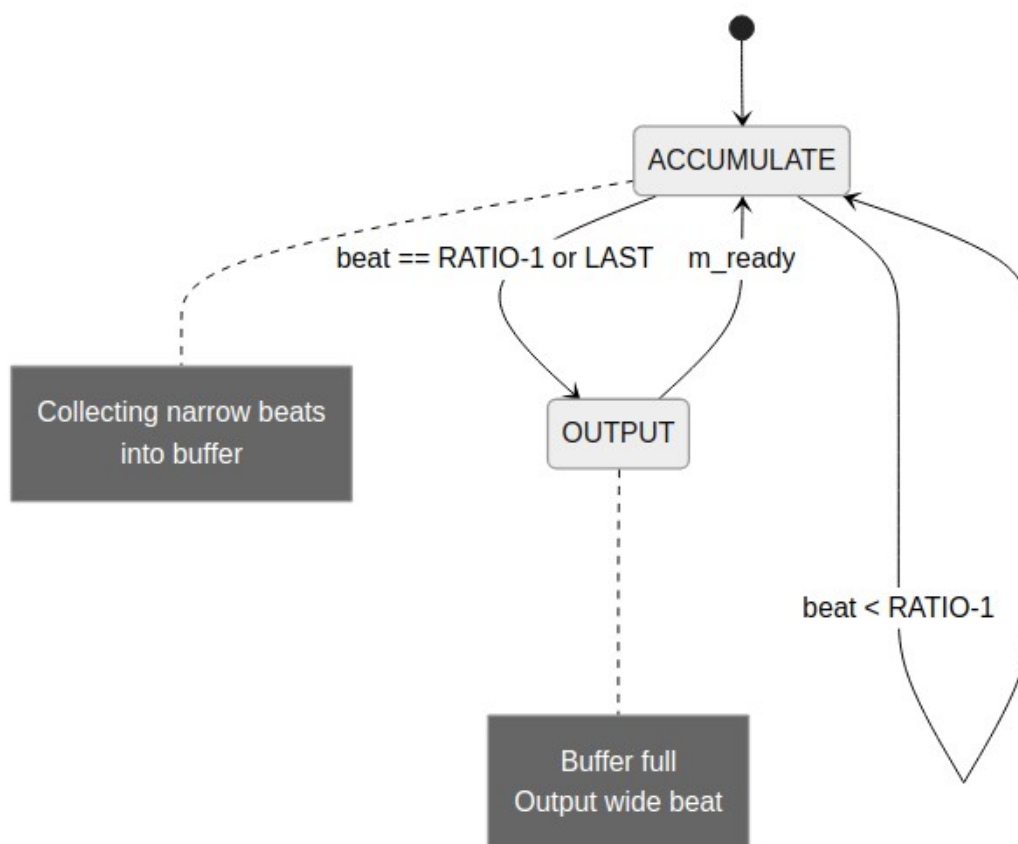 ACCUMULATE
beat == RATIO-1 or LAST
m_ready
Collecting narrow beats
into buffer
OUTPUT
beat < RATIO-1
Buffer full
Output wide beat